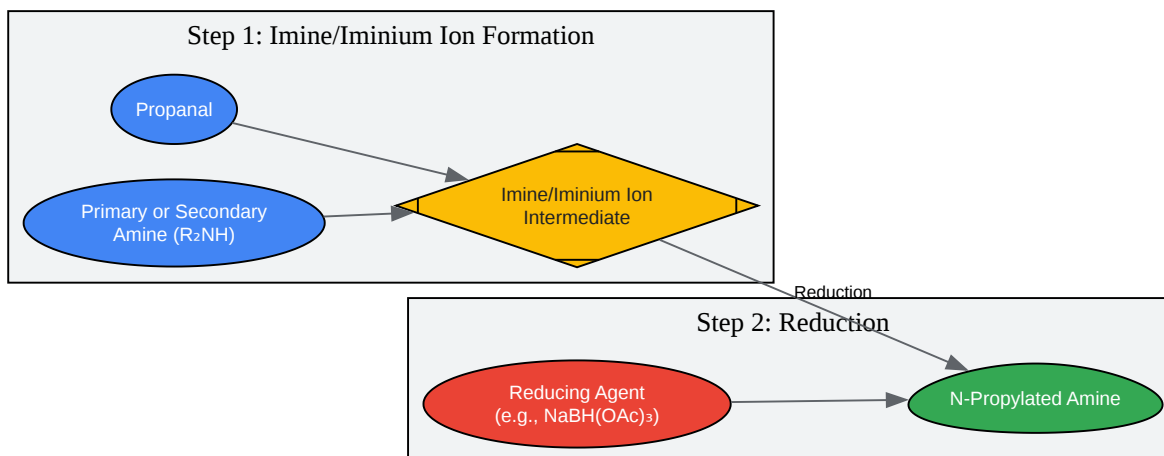 Step 1: Imine/Iminium Ion Formation
Propanal
Primary or Secondary
Amine (R₂NH)
Imine/Iminium Ion
Intermediate
Reduction
Step 2: Reduction
Reducing Agent
(e.g., NaBH(OAc)₃)
N-Propylated Amine